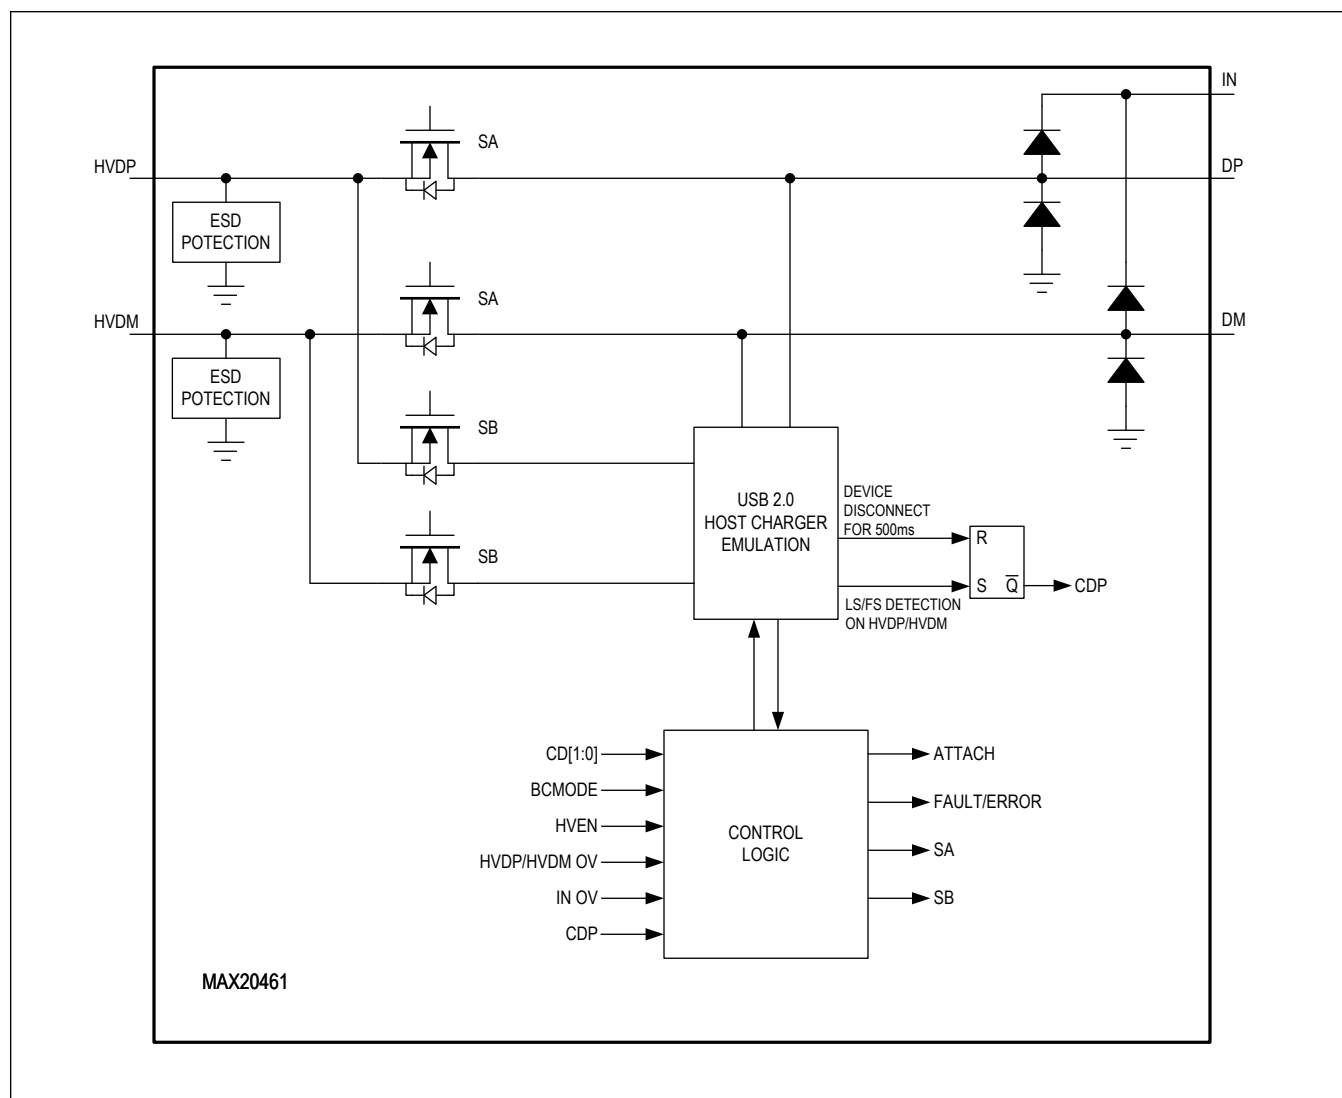 IN
SA
HVDP
DP
ESD
POTECTION
SA
HVDM
DM
ESD
POTECTION
SB
USB 2.0
HOST CHARGER
EMULATION
DEVICE
DISCONNECT
FOR 500ms
R
SB
S Q̅
CDP
LS/FS DETECTION
ON HVDP/HVDM
CD[1:0]
BCMODE
HVEN
HVDP/HVDM OV
IN OV
CDP
CONTROL
LOGIC
ATTACH
FAULT/ERROR
SA
SB
MAX20461